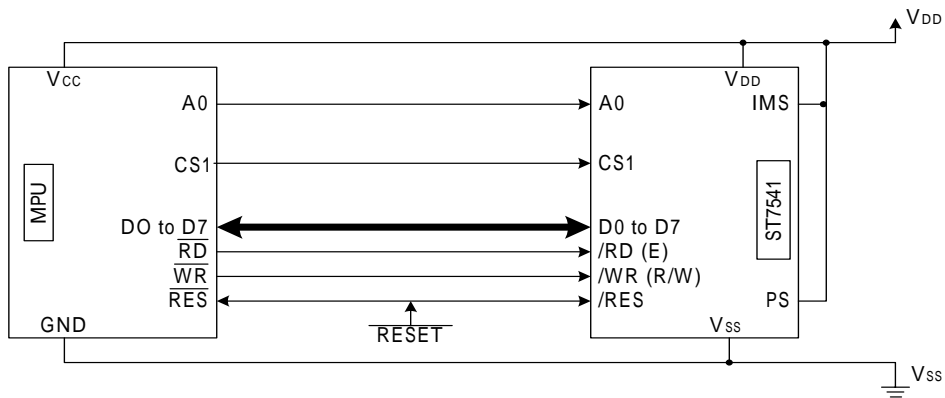 VDD
VCC
VDD
A0
A0
IMS
CS1
CS1
MPU
ST7541
DO to D7
D0 to D7
RD
/RD (E)
WR
/WR (R/W)
RES
/RES
PS
GND
RESET
VSS
VSS